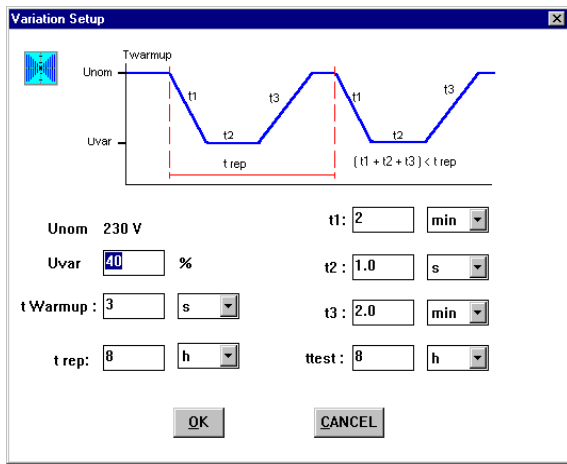 Variation Setup
Twarmup
Unom
t1
t3
t1
t3
Uvar
t2
t2
t rep
( t1 + t2 + t3 ) < t rep
Unom 230 V
t1: 2 min
Uvar 40 %
t2 : 1.0 s
t Warmup : 3 s
t3 : 2.0 min
t rep: 8 h
ttest : 8 h
OK
CANCEL